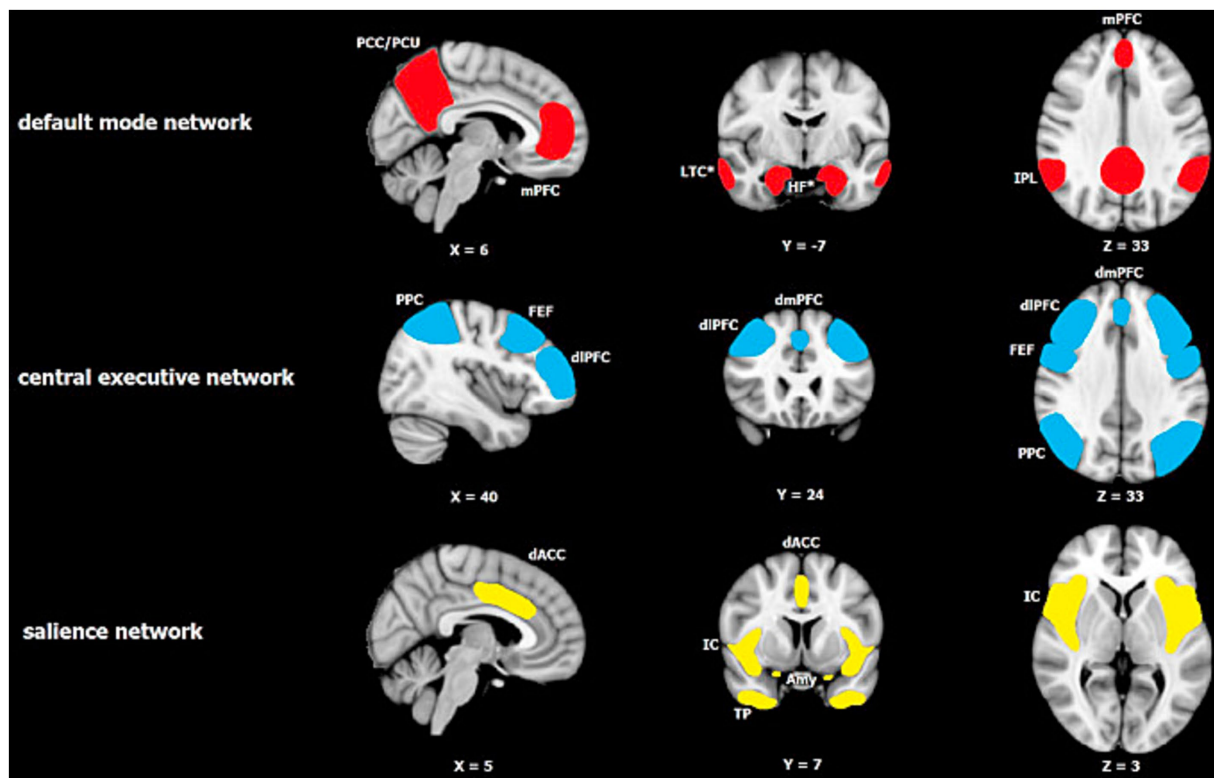 PCC/PCU
mPFC
default mode network
LTC*
HF*
IPL
mPFC
X = 6
Y = -7
Z = 33
dmPFC
PPC
FEF
dmPFC
dlPFC
dlPFC
dlPFC
FEF
central executive network
PPC
X = 40
Y = 24
Z = 33
dACC
dACC
IC
IC
salience network
Amy
TP
X = 5
Y = 7
Z = 3